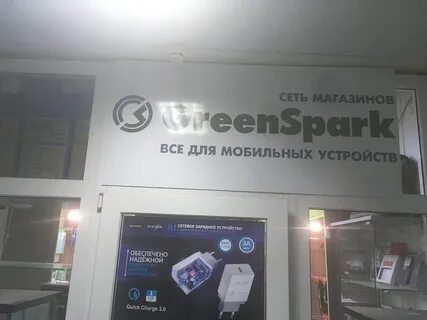 СЕТЬ МАГАЗИНОВ
GreenSpark
ВСЕ ДЛЯ МОБИЛЬНЫХ УСТРОЙСТВ
СЕТЕВОЕ ЗАРЯДНОЕ УСТРОЙСТВО
3А
ОБЕСПЕЧЕНО
НАДЕЖНОЙ
Quick Charge 3.0